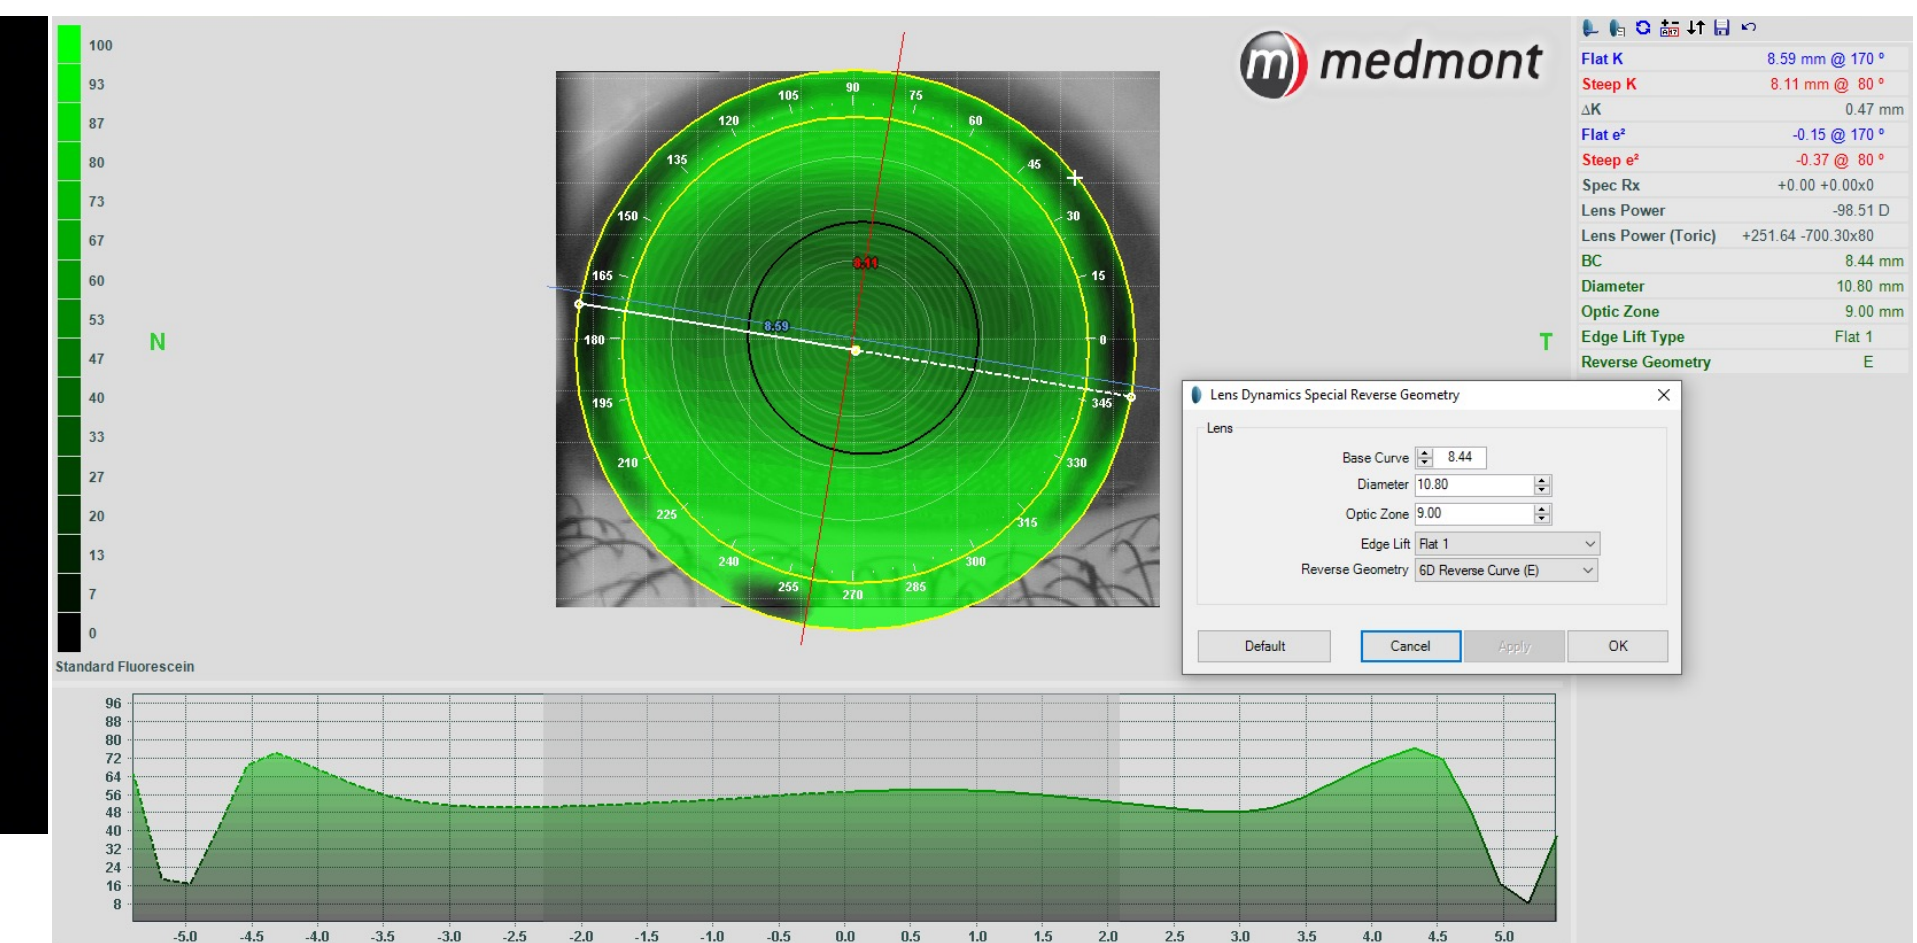 medmont
100
93
87
80
73
67
60
53
47
40
33
27
20
13
7
0
Standard Fluorescein
N
T
90
75
60
45
30
15
0
345
330
315
300
285
270
255
240
225
210
195
180
165
150
135
120
105
8.11
8.59
Flat K 8.59 mm @ 170 º
Steep K 8.11 mm @ 80 º
ΔK 0.47 mm
Flat e² -0.15 @ 170 º
Steep e² -0.37 @ 80 º
Spec Rx +0.00 +0.00x0
Lens Power -98.51 D
Lens Power (Toric) +251.64 -700.30x80
BC 8.44 mm
Diameter 10.80 mm
Optic Zone 9.00 mm
Edge Lift Type Flat 1
Reverse Geometry E
Lens Dynamics Special Reverse Geometry
Lens
Base Curve 8.44
Diameter 10.80
Optic Zone 9.00
Edge Lift Flat 1
Reverse Geometry 6D Reverse Curve (E)
Default Cancel Apply OK
96
88
80
72
64
56
48
40
32
24
16
8
-5.0 -4.5 -4.0 -3.5 -3.0 -2.5 -2.0 -1.5 -1.0 -0.5 0.0 0.5 1.0 1.5 2.0 2.5 3.0 3.5 4.0 4.5 5.0